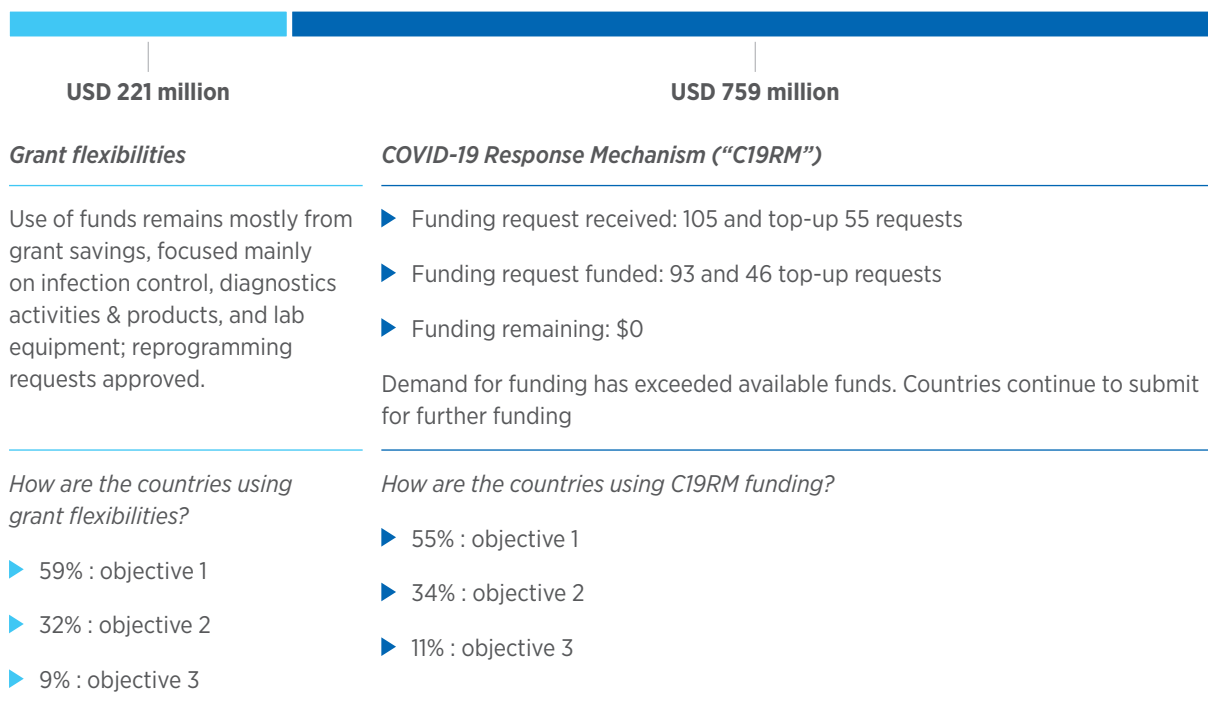 USD 221 million
USD 759 million
Grant flexibilities
Use of funds remains mostly from
grant savings, focused mainly
on infection control, diagnostics
activities & products, and lab
equipment; reprogramming
requests approved.
How are the countries using
grant flexibilities?
59% : objective 1
32% : objective 2
9% : objective 3
COVID-19 Response Mechanism (“C19RM”)
Funding request received: 105 and top-up 55 requests
Funding request funded: 93 and 46 top-up requests
Funding remaining: $0
Demand for funding has exceeded available funds. Countries continue to submit
for further funding
How are the countries using C19RM funding?
55% : objective 1
34% : objective 2
11% : objective 3